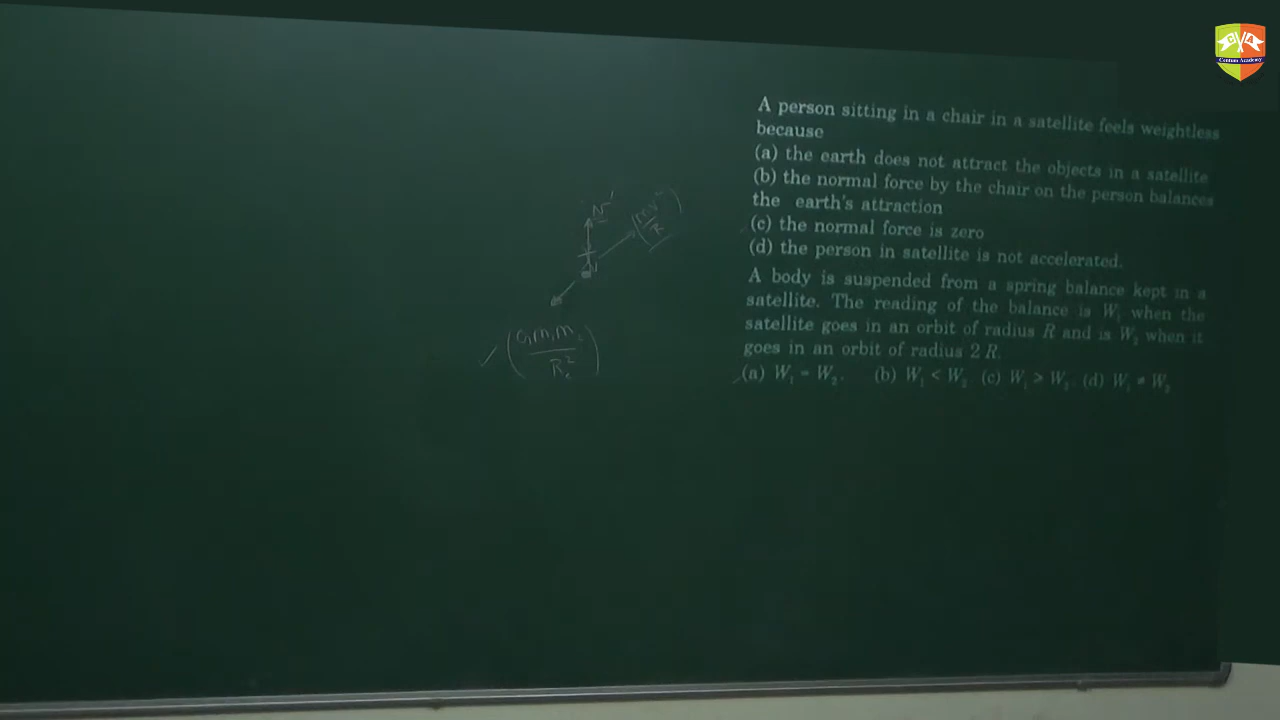 Centum Academy
A person sitting in a chair in a satellite feels weightless
because
(a) the earth does not attract the objects in a satellite
(b) the normal force by the chair on the person balances
the earth's attraction
(c) the normal force is zero
(d) the person in satellite is not accelerated.
A body is suspended from a spring balance kept in a
satellite. The reading of the balance is W₁ when the
satellite goes in an orbit of radius R and is W₂ when it
goes in an orbit of radius 2 R.
(a) W₁ = W₂. (b) W₁ < W₂ (c) W₁ > W₂ (d) W₁ ≠ W₂